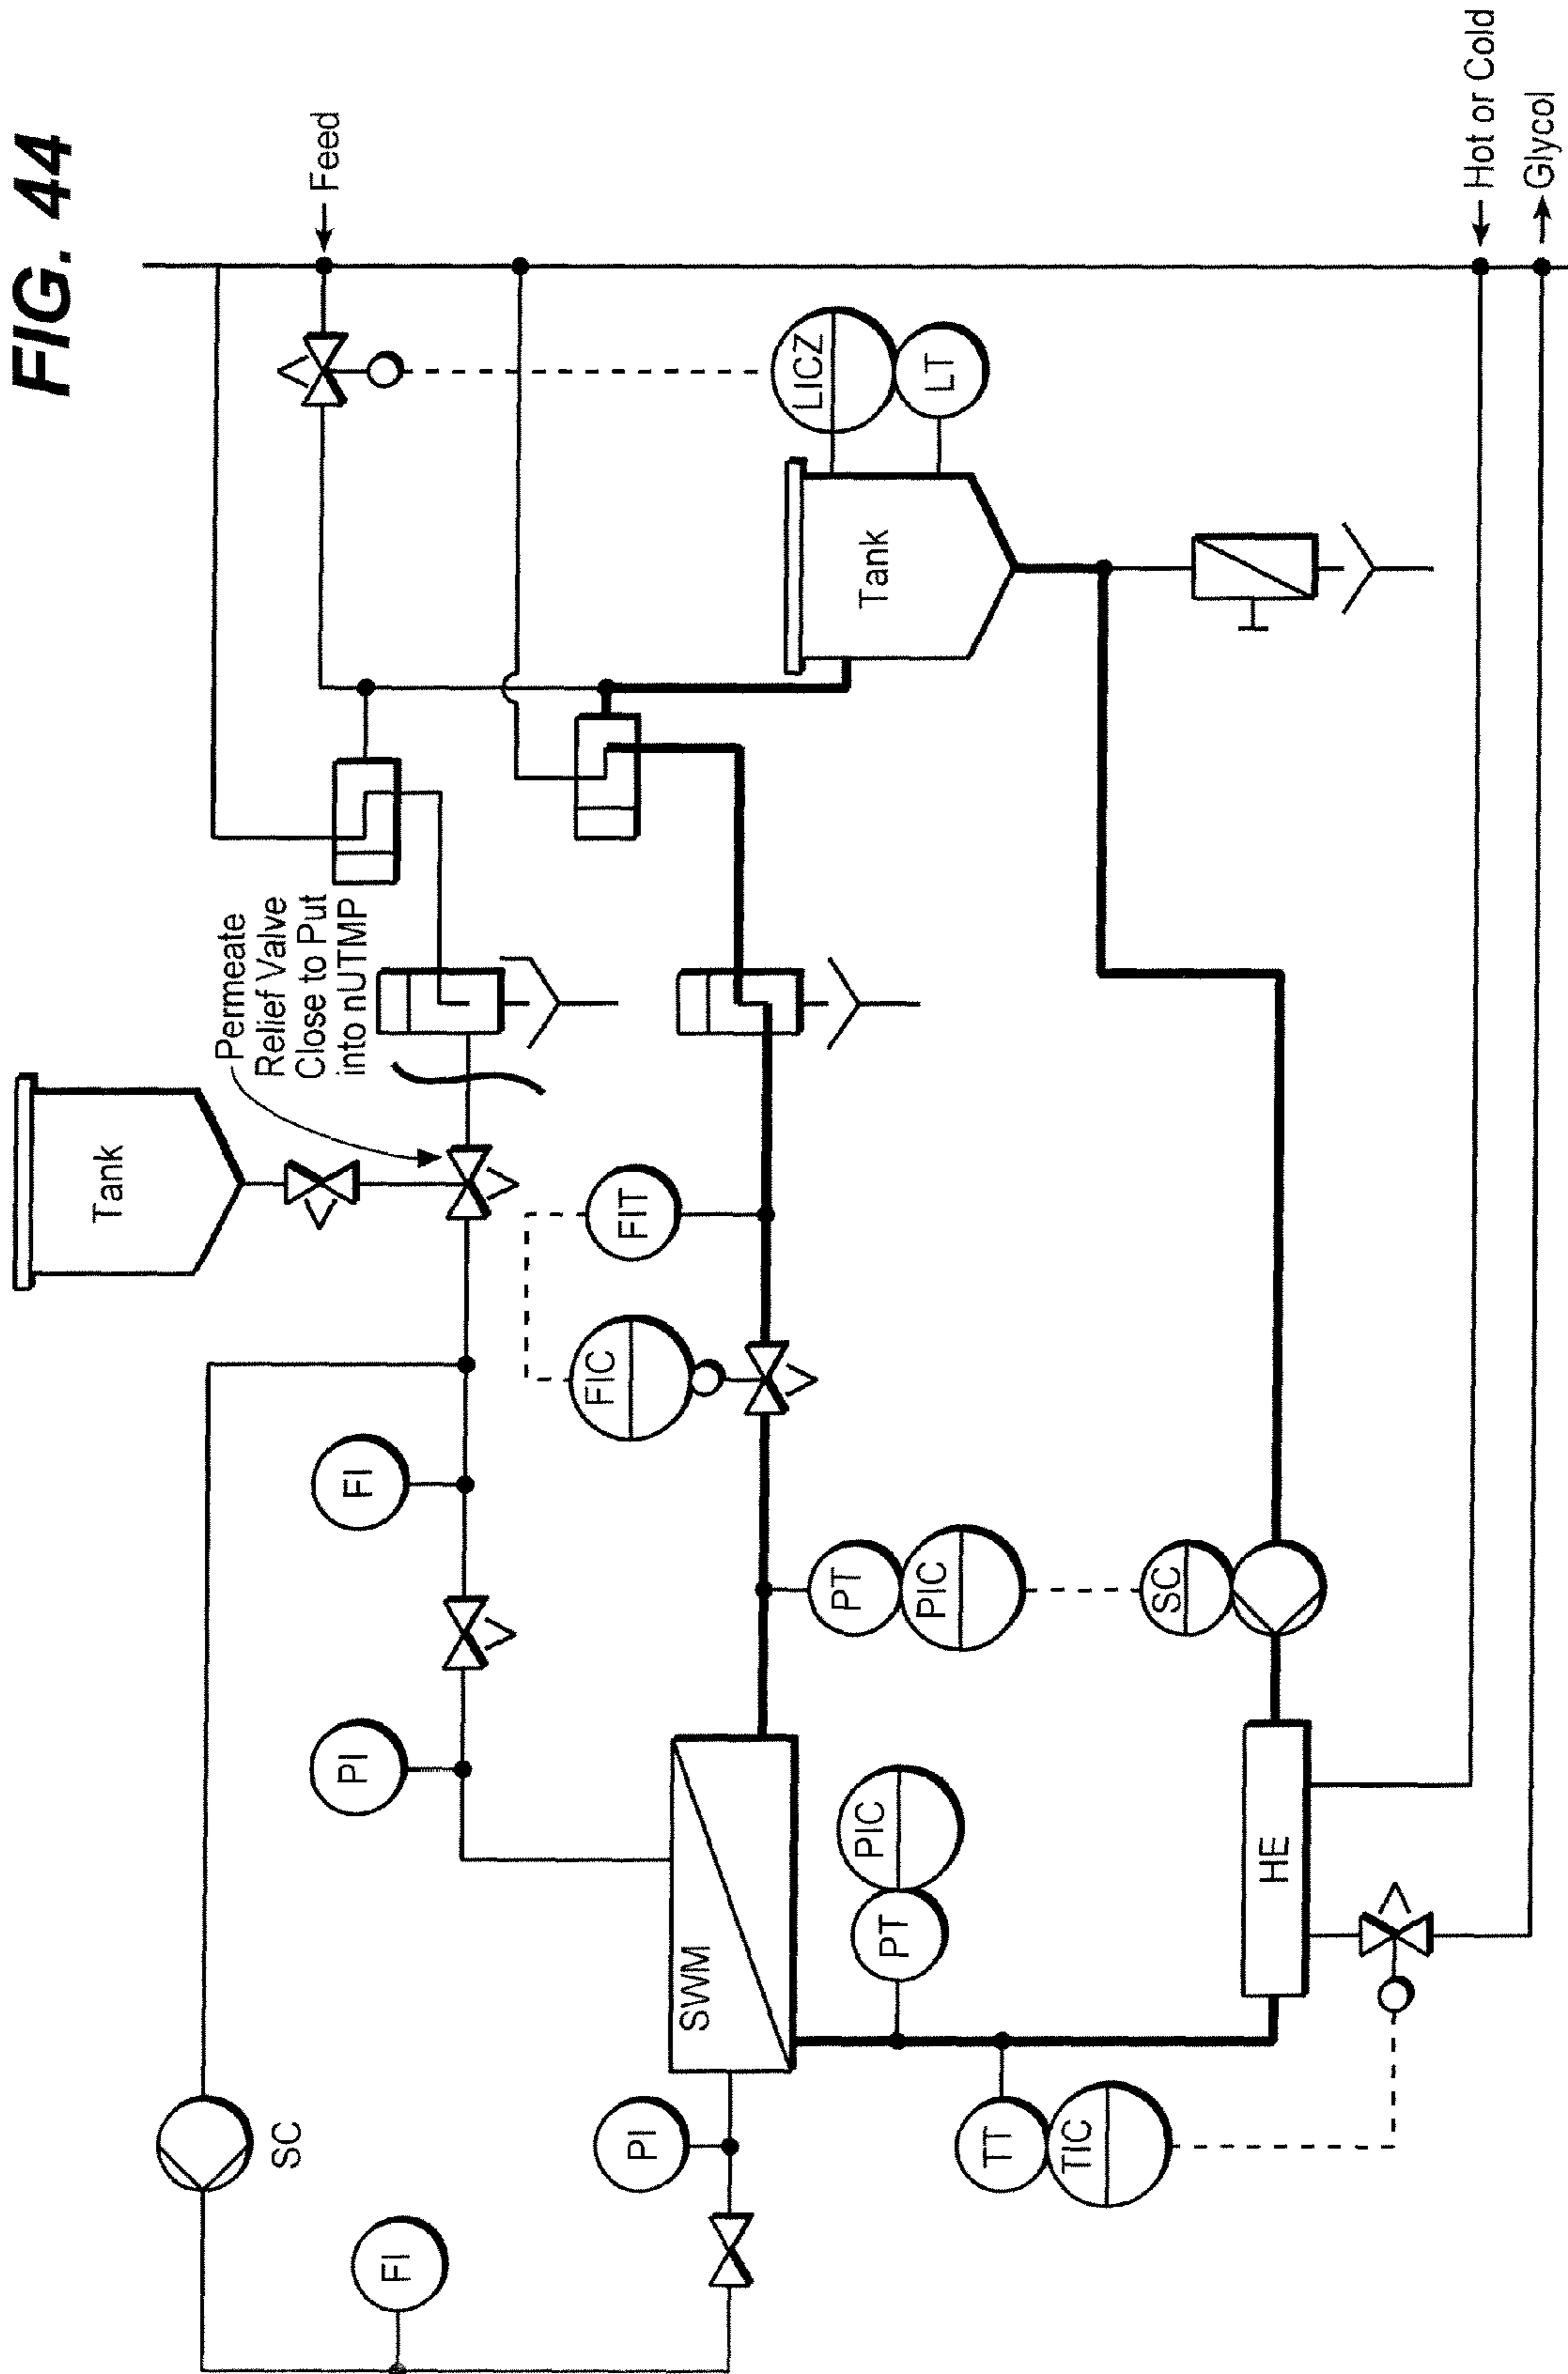 FIG. 44
Tank
Permeate
Relief Valve
Close to Put
into nUTMP
SC
Feed
PI
FI
FI
FIC
FIT
PI
SWM
LICZ
PT
PIC
Tank
PT
PIC
LT
TT
TIC
SC
HE
Hot or Cold
Glycol